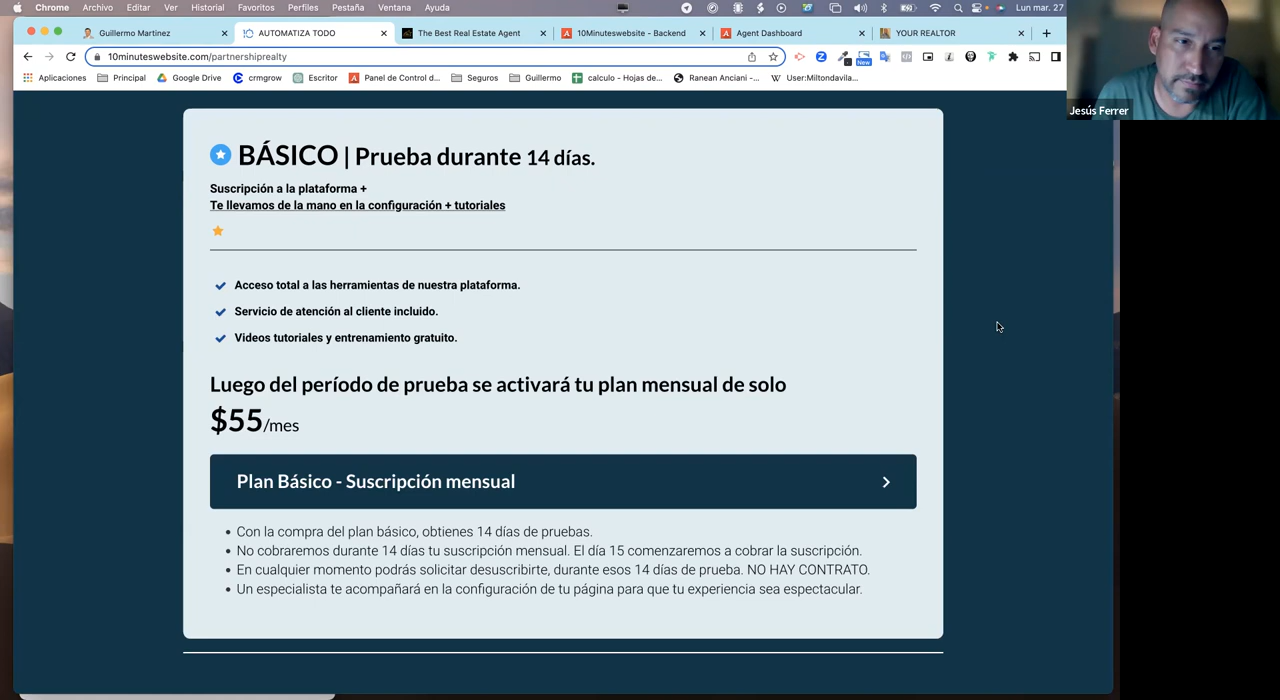 Chrome Archivo Editar Ver Historial Favoritos Perfiles Pestaña Ventana Ayuda Lun mar. 27
Guillermo Martinez
AUTOMATIZA TODO
The Best Real Estate Agent
10Minuteswebsite - Backend
Agent Dashboard
YOUR REALTOR
10minuteswebsite.com/partnershiprealty
New
Aplicaciones Principal Google Drive crmgrow Escritor Panel de Control d... Seguros Guillermo calculo - Hojas de... Ranean Anciani -... User:Miltondavila...
Jesús Ferrer
BÁSICO | Prueba durante 14 días.
Suscripción a la plataforma +
Te llevamos de la mano en la configuración + tutoriales
Acceso total a las herramientas de nuestra plataforma.
Servicio de atención al cliente incluido.
Videos tutoriales y entrenamiento gratuito.
Luego del período de prueba se activará tu plan mensual de solo
$55/mes
Plan Básico - Suscripción mensual
• Con la compra del plan básico, obtienes 14 días de pruebas.
• No cobraremos durante 14 días tu suscripción mensual. El día 15 comenzaremos a cobrar la suscripción.
• En cualquier momento podrás solicitar desuscribirte, durante esos 14 días de prueba. NO HAY CONTRATO.
• Un especialista te acompañará en la configuración de tu página para que tu experiencia sea espectacular.